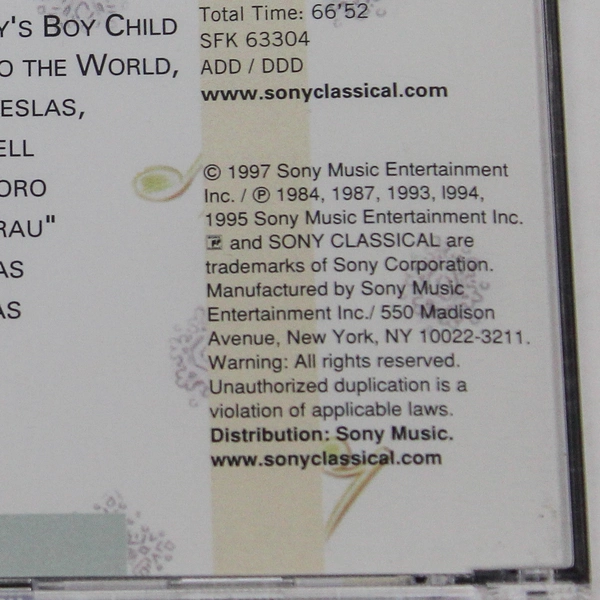 Y'S BOY CHILD
O THE WORLD,
ESLAS,
ELL
ORO
RAU"
AS
AS
Total Time: 66'52
SFK 63304
ADD / DDD
www.sonyclassical.com
© 1997 Sony Music Entertainment
Inc. / ℗ 1984, 1987, 1993, I994,
1995 Sony Music Entertainment Inc.
and SONY CLASSICAL are
trademarks of Sony Corporation.
Manufactured by Sony Music
Entertainment Inc./ 550 Madison
Avenue, New York, NY 10022-3211.
Warning: All rights reserved.
Unauthorized duplication is a
violation of applicable laws.
Distribution: Sony Music.
www.sonyclassical.com